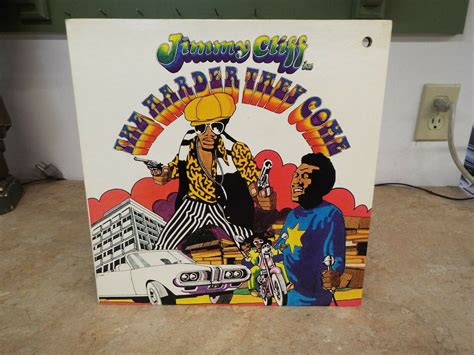 Jimmy Cliff
in
THE HARDER THEY COME